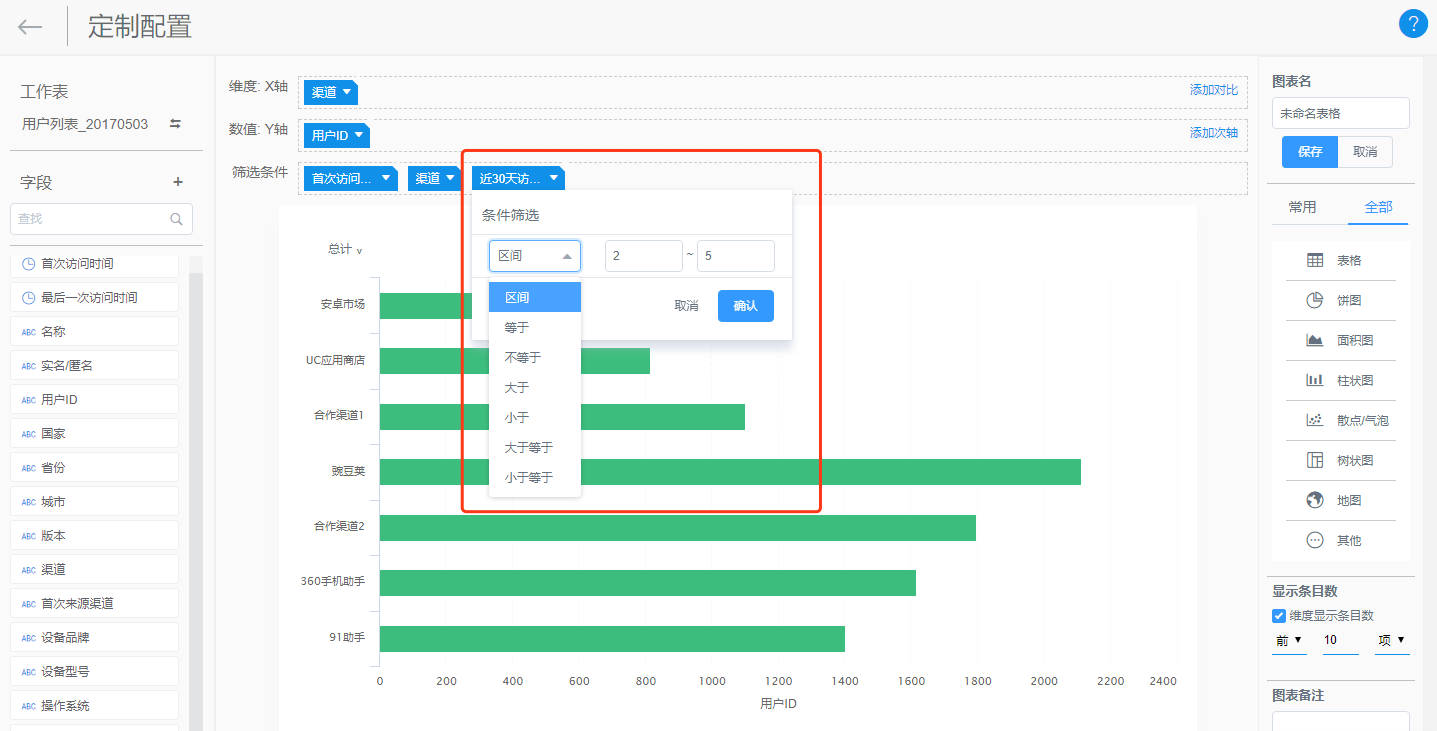 定制配置
?
工作表
用户列表_20170503
字段
+
查找
首次访问时间
最后一次访问时间
ABC 名称
ABC 实名/匿名
ABC 用户ID
ABC 国家
ABC 省份
ABC 城市
ABC 版本
ABC 渠道
ABC 首次来源渠道
ABC 设备品牌
ABC 设备型号
ABC 操作系统
维度: X轴 渠道 添加对比
数值: Y轴 用户ID 添加次轴
筛选条件 首次访问... 渠道 近30天访...
条件筛选
区间 2 ~ 5
区间
等于
不等于
大于
小于
大于等于
小于等于
取消 确认
总计
安卓市场
UC应用商店
合作渠道1
豌豆荚
合作渠道2
360手机助手
91助手
0 200 400 600 800 1000 1200 1400 1600 1800 2000 2200 2400
用户ID
图表名
未命名表格
保存 取消
常用 全部
表格
饼图
面积图
柱状图
散点/气泡
树状图
地图
其他
显示条目数
维度显示条目数
前 10 项
图表备注